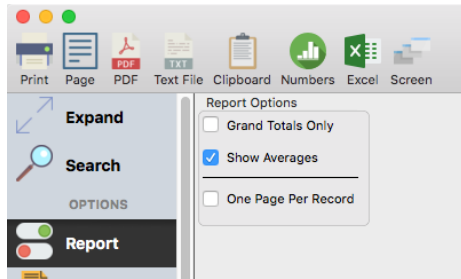 PDF
TXT
Print Page PDF Text File Clipboard Numbers Excel Screen
Expand
Search
OPTIONS
Report
Report Options
Grand Totals Only
Show Averages
One Page Per Record